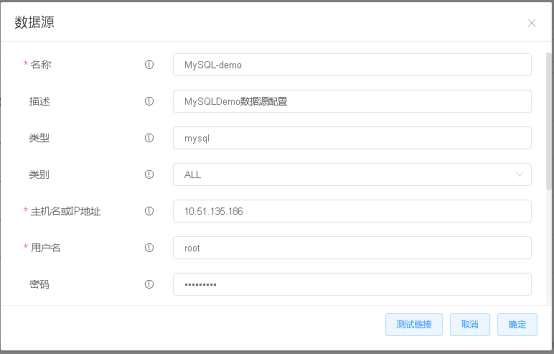 数据源
* 名称 MySQL-demo
描述 MySQLDemo数据源配置
类型 mysql
类别 ALL
* 主机名或IP地址 10.51.135.186
* 用户名 root
密码 •••••••••
测试链接 取消 确定